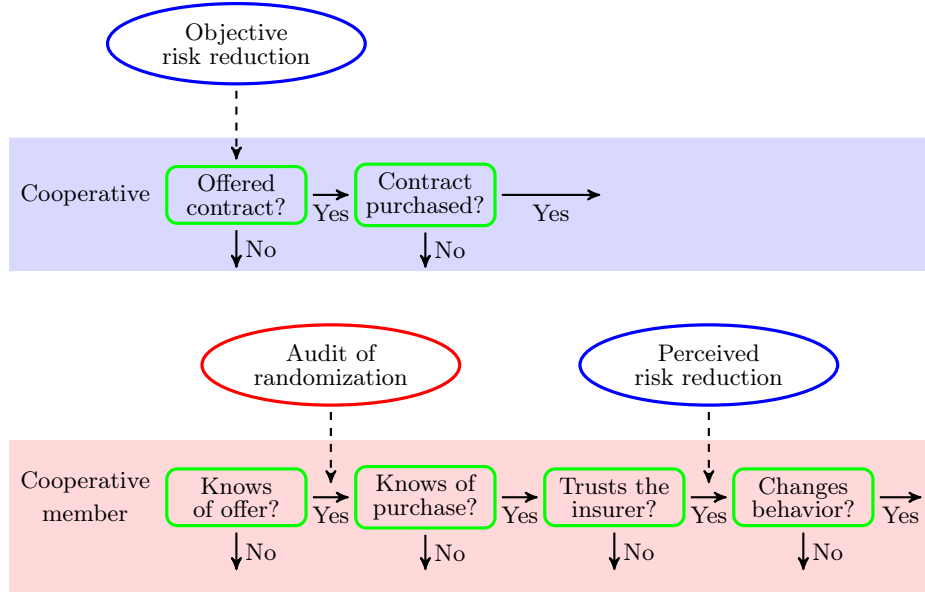 Objective
risk reduction
Cooperative
Offered
contract?
Yes
Contract
purchased?
Yes
No
No
Audit of
randomization
Perceived
risk reduction
Cooperative
member
Knows
of offer?
Yes
Knows of
purchase?
Yes
Trusts the
insurer?
Yes
Changes
behavior?
Yes
No
No
No
No